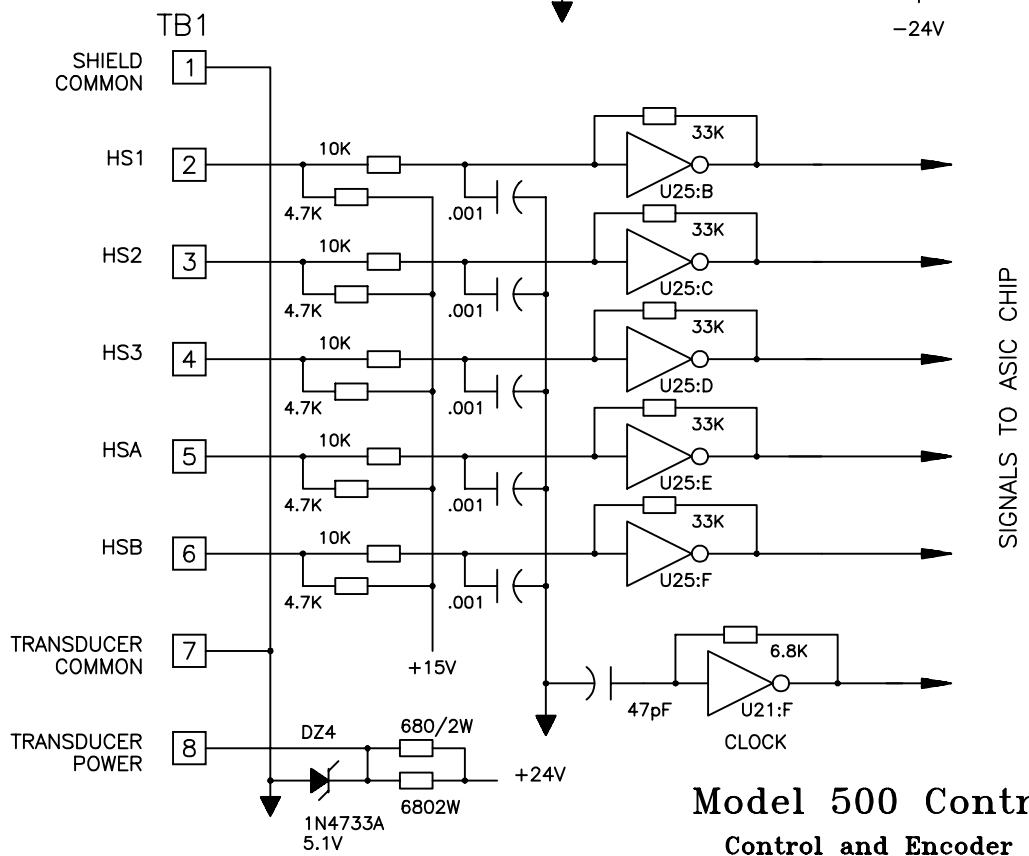 -24V
TB1
SHIELD
COMMON
1
HS1
2
10K
4.7K
.001
33K
U25:B
HS2
3
10K
4.7K
.001
33K
U25:C
HS3
4
10K
4.7K
.001
33K
U25:D
HSA
5
10K
4.7K
.001
33K
U25:E
HSB
6
10K
4.7K
.001
33K
U25:F
SIGNALS TO ASIC CHIP
TRANSDUCER
COMMON
7
+15V
47pF
6.8K
U21:F
CLOCK
TRANSDUCER
POWER
8
DZ4
680/2W
+24V
6802W
1N4733A
5.1V
Model 500 Contr
Control and Encoder